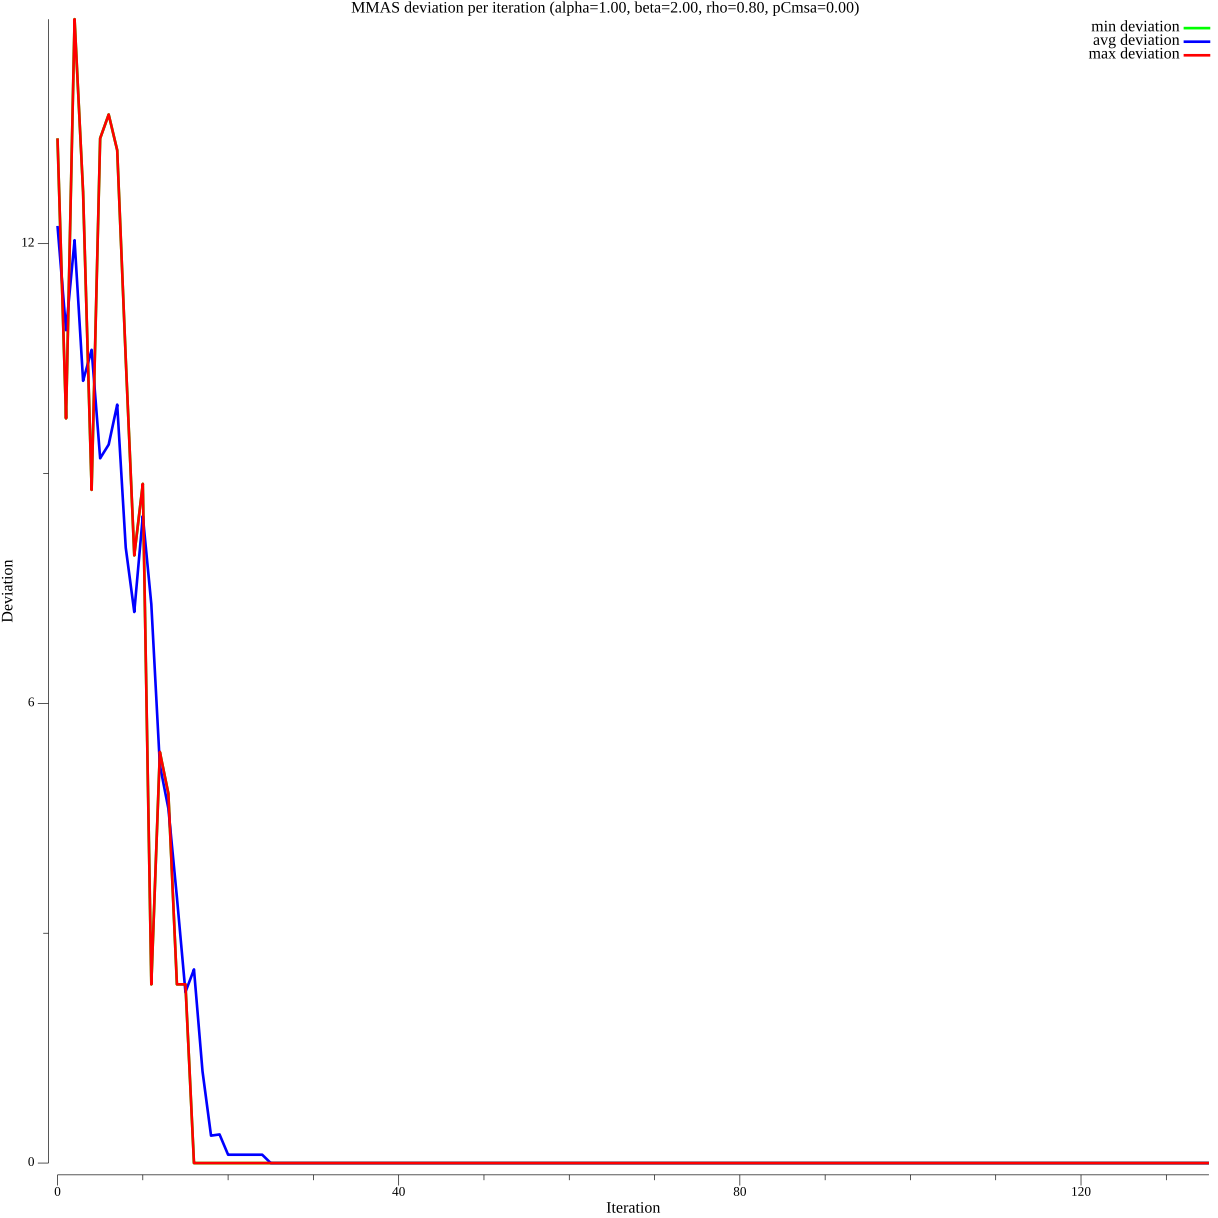 MMAS deviation per iteration (alpha=1.00, beta=2.00, rho=0.80, pCmsa=0.00)
min deviation
avg deviation
max deviation
12
6
0
Deviation
0 40 80 120
Iteration